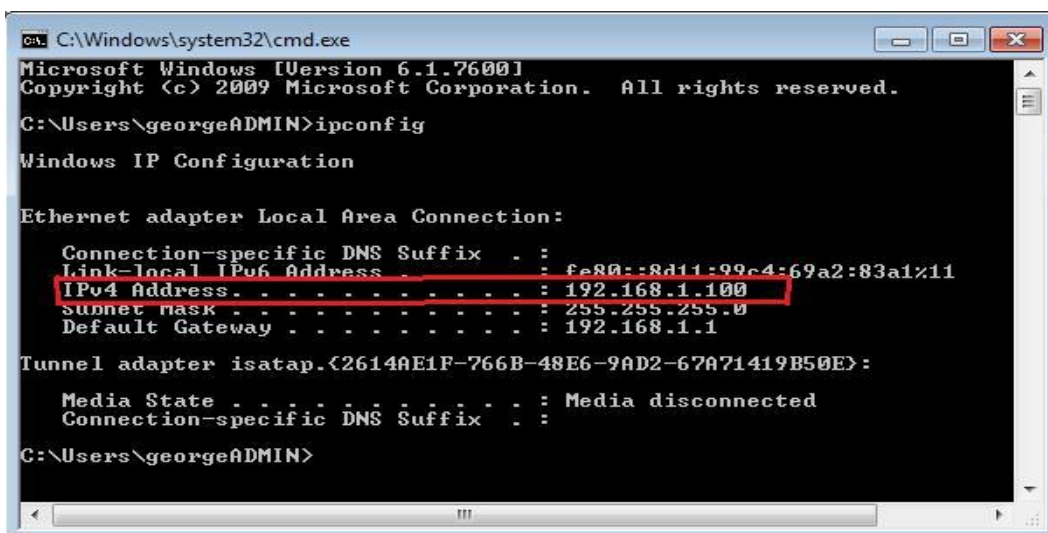 C:\Windows\system32\cmd.exe
Microsoft Windows [Version 6.1.7600]
Copyright (c) 2009 Microsoft Corporation.  All rights reserved.
C:\Users\georgeADMIN>ipconfig
Windows IP Configuration
Ethernet adapter Local Area Connection:
   Connection-specific DNS Suffix  . :
   Link-local IPv6 Address . . . . . : fe80::8d11:99c4:69a2:83a1%11
   IPv4 Address. . . . . . . . . . . : 192.168.1.100
   Subnet Mask . . . . . . . . . . . : 255.255.255.0
   Default Gateway . . . . . . . . . : 192.168.1.1
Tunnel adapter isatap.{2614AE1F-766B-48E6-9AD2-67A71419B50E}:
   Media State . . . . . . . . . . . : Media disconnected
   Connection-specific DNS Suffix  . :
C:\Users\georgeADMIN>